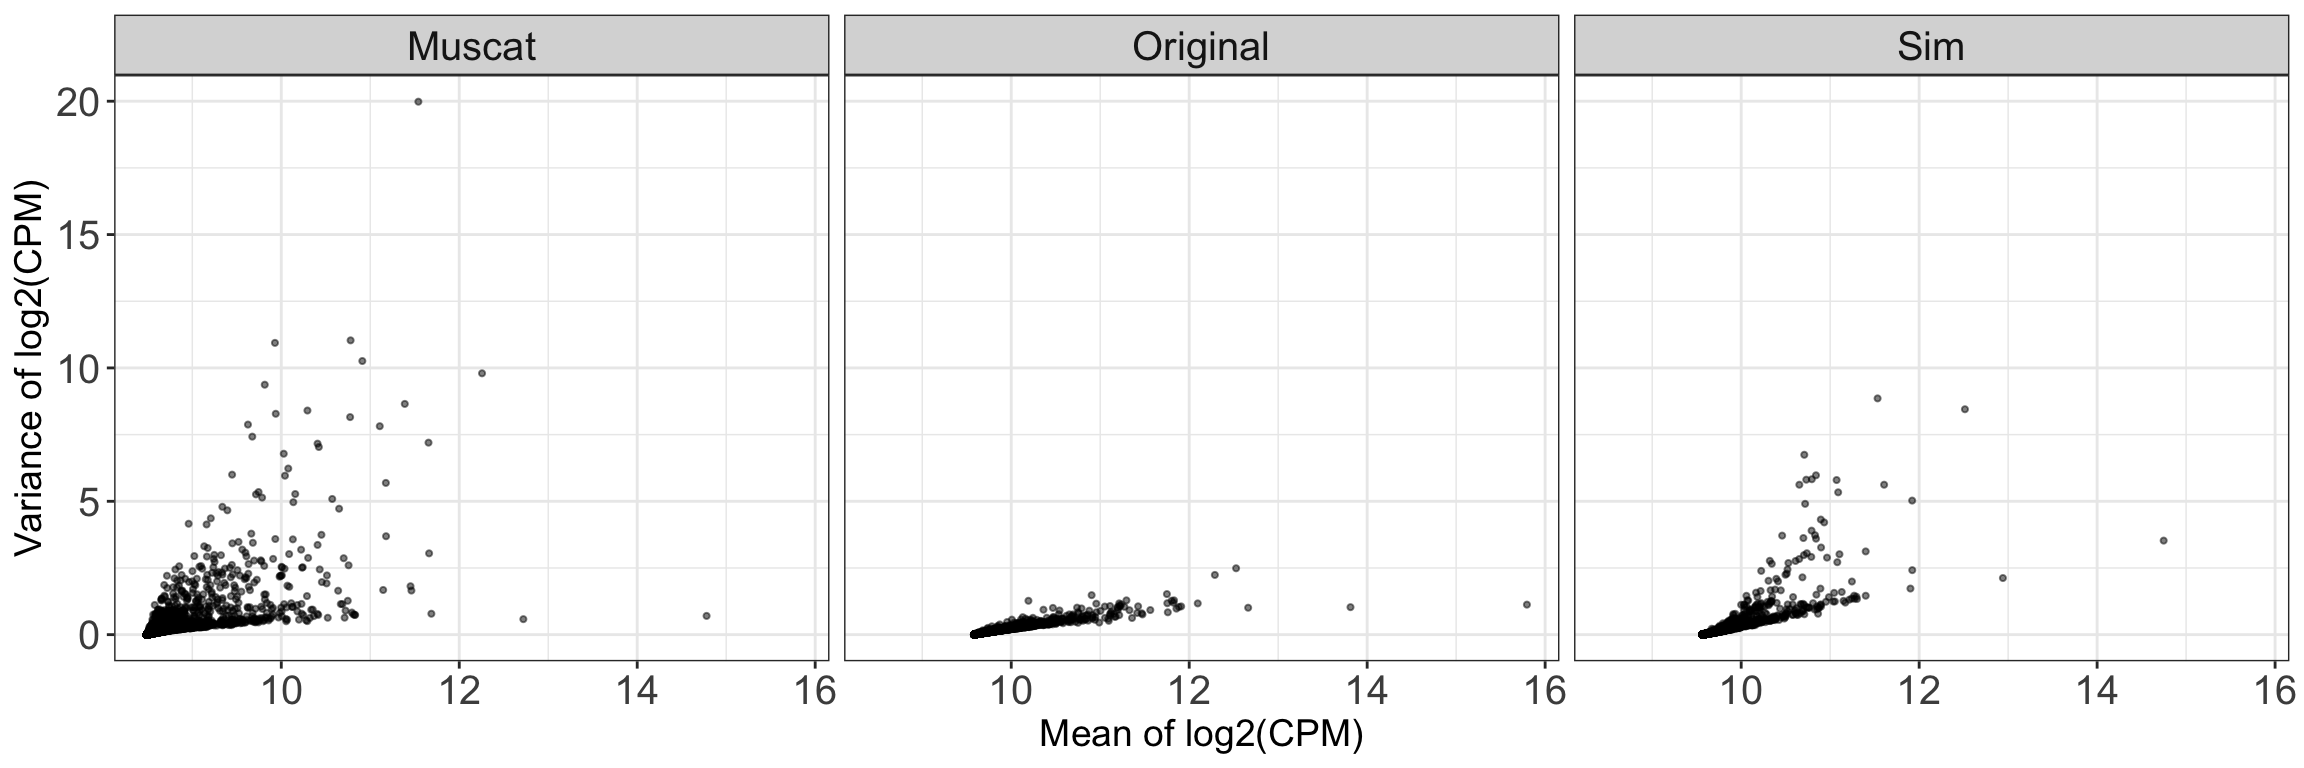 Muscat Original Sim
Variance of log2(CPM)
20
15
10
5
0
10 12 14 16 10 12 14 16 10 12 14 16
Mean of log2(CPM)